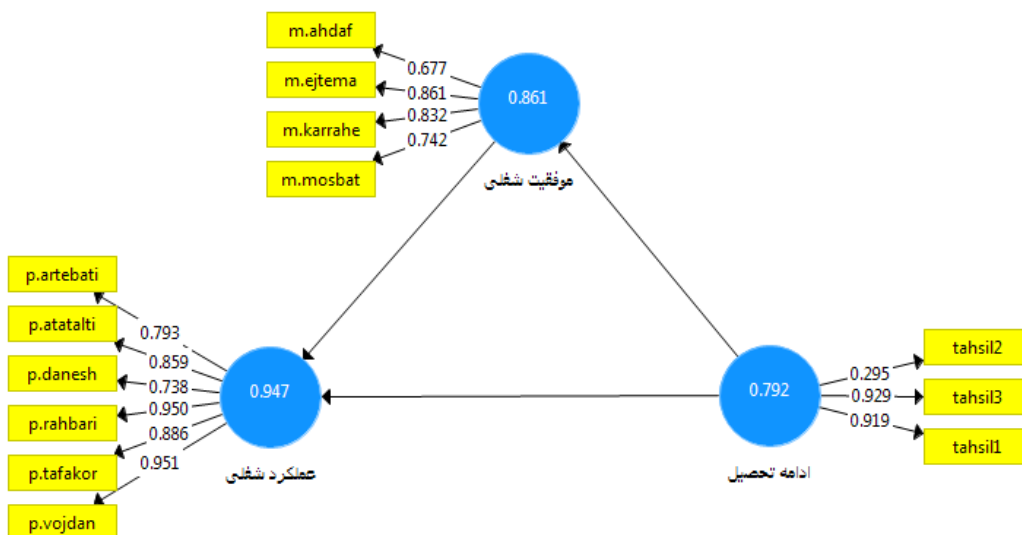 m.ahdaf
m.ejtema
m.karrahe
m.mosbat
0.677
0.861
0.832
0.742
0.861
موفقیت شغلی
p.artebati
p.atatalti
p.danesh
p.rahbari
p.tafakor
p.vojdan
0.793
0.859
0.738
0.950
0.886
0.951
0.947
عملکرد شغلی
0.792
ادامه تحصیل
0.295
0.929
0.919
tahsil2
tahsil3
tahsil1